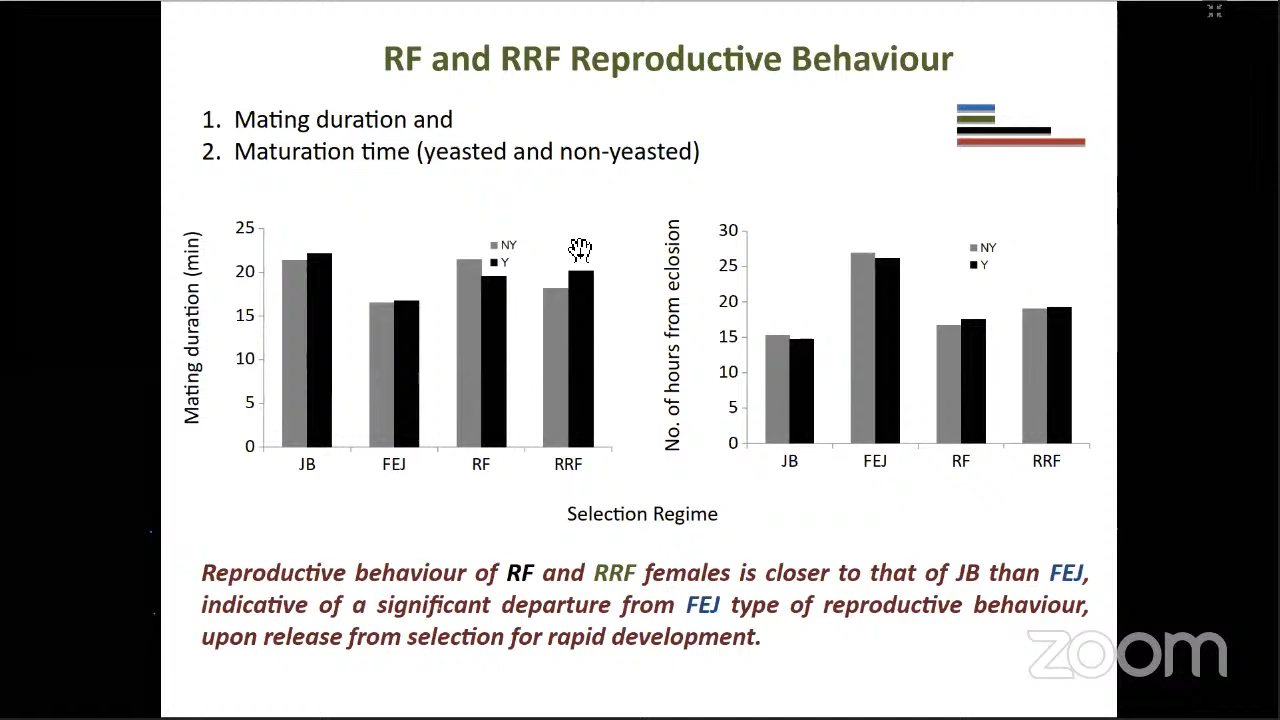 RF and RRF Reproductive Behaviour
1. Mating duration and
2. Maturation time (yeasted and non-yeasted)
Mating duration (min)
25
20
15
10
5
0
NY
Y
JB FEJ RF RRF
No. of hours from eclosion
30
25
20
15
10
5
0
NY
Y
JB FEJ RF RRF
Selection Regime
Reproductive behaviour of RF and RRF females is closer to that of JB than FEJ,
indicative of a significant departure from FEJ type of reproductive behaviour,
upon release from selection for rapid development.
zoom